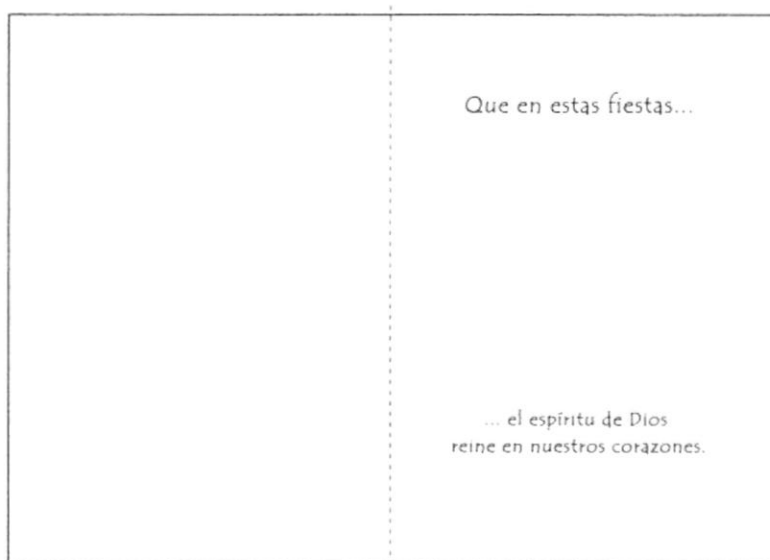 Que en estas fiestas...
... el espíritu de Dios
reine en nuestros corazones.